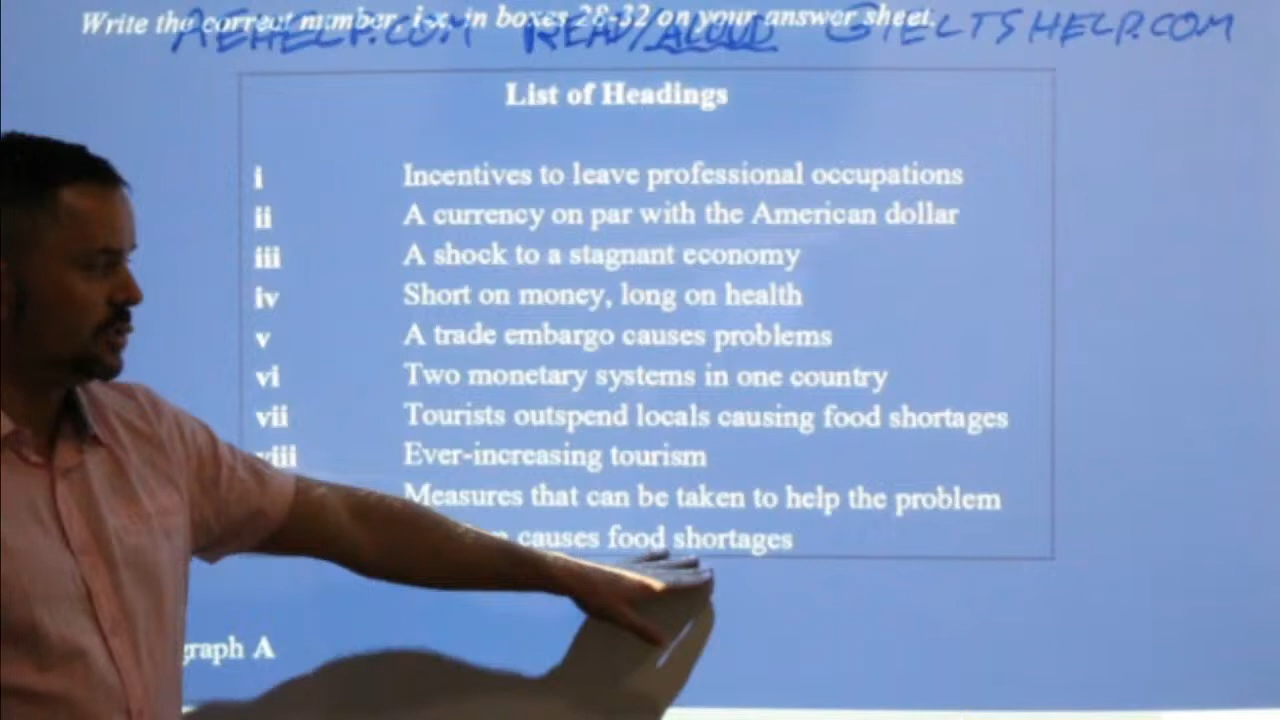 Write the correct number, i-x, in boxes 28-32 on your answer sheet.
AEHELP.COM READ/ALOUD GIELTSHELP.COM
List of Headings
i Incentives to leave professional occupations
ii A currency on par with the American dollar
iii A shock to a stagnant economy
iv Short on money, long on health
v A trade embargo causes problems
vi Two monetary systems in one country
vii Tourists outspend locals causing food shortages
viii Ever-increasing tourism
Measures that can be taken to help the problem
causes food shortages
graph A